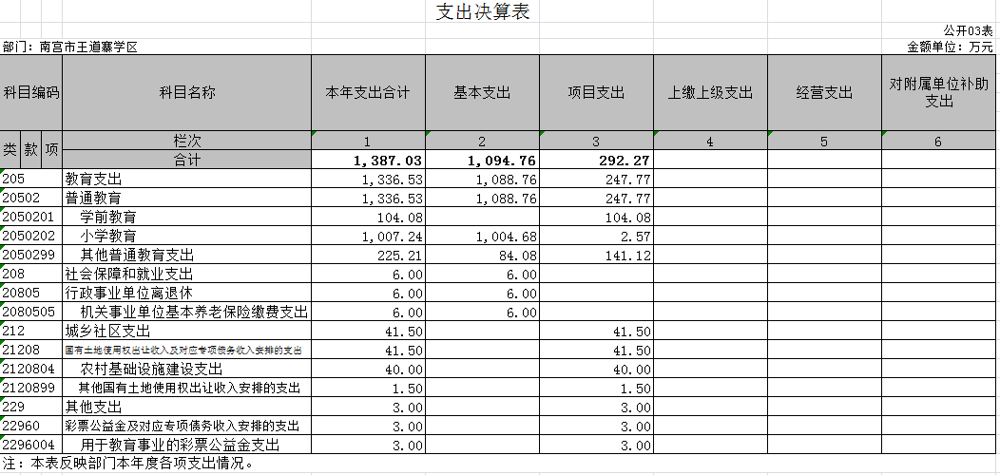 支出决算表
公开03表
部门：南宫市王道寨学区 金额单位：万元
科目编码 科目名称 本年支出合计 基本支出 项目支出 上缴上级支出 经营支出 对附属单位补助支出
类 款 项 栏次 1 2 3 4 5 6
合计 1,387.03 1,094.76 292.27
205 教育支出 1,336.53 1,088.76 247.77
20502 普通教育 1,336.53 1,088.76 247.77
2050201 学前教育 104.08 104.08
2050202 小学教育 1,007.24 1,004.68 2.57
2050299 其他普通教育支出 225.21 84.08 141.12
208 社会保障和就业支出 6.00 6.00
20805 行政事业单位离退休 6.00 6.00
2080505 机关事业单位基本养老保险缴费支出 6.00 6.00
212 城乡社区支出 41.50 41.50
21208 国有土地使用权出让收入及对应专项债务收入安排的支出 41.50 41.50
2120804 农村基础设施建设支出 40.00 40.00
2120899 其他国有土地使用权出让收入安排的支出 1.50 1.50
229 其他支出 3.00 3.00
22960 彩票公益金及对应专项债务收入安排的支出 3.00 3.00
2296004 用于教育事业的彩票公益金支出 3.00 3.00
注：本表反映部门本年度各项支出情况。